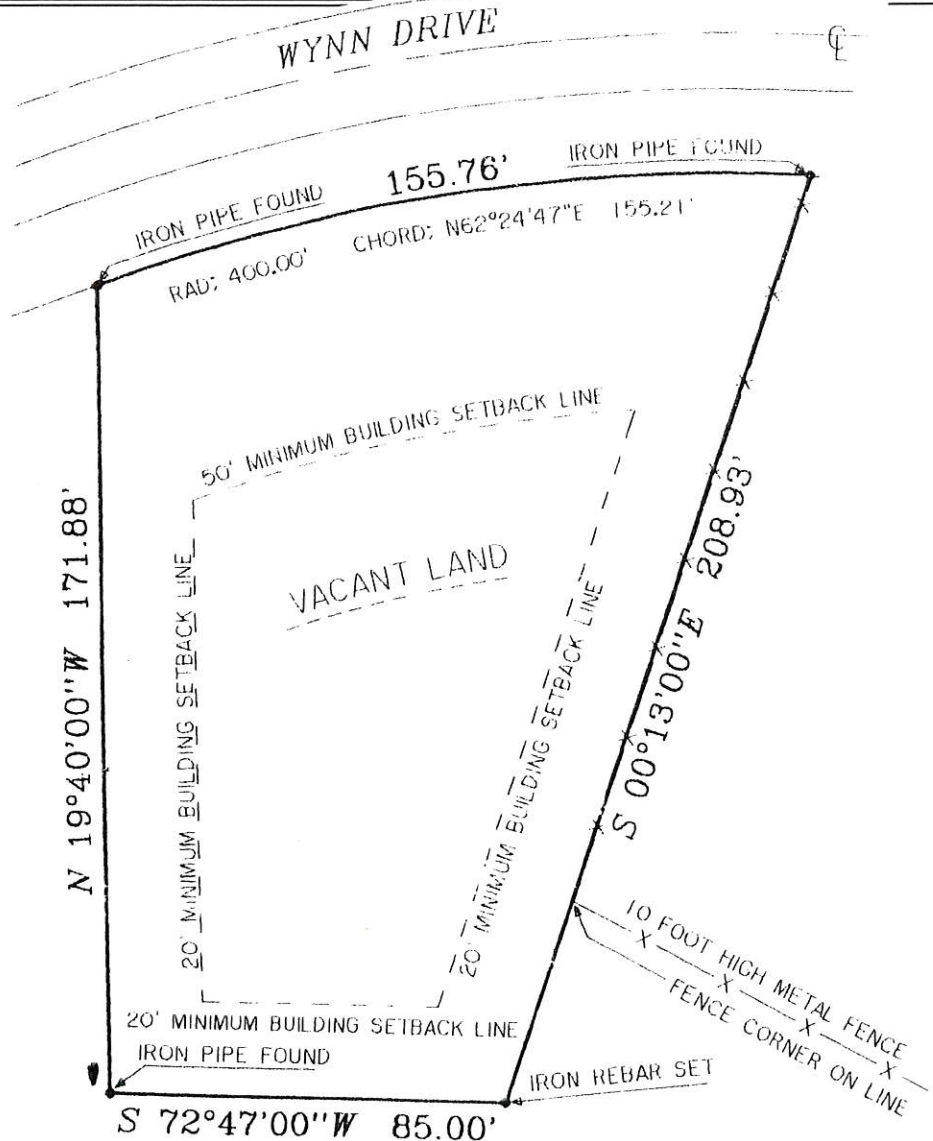 WYNN DRIVE
℄
IRON PIPE FOUND
155.76'
IRON PIPE FOUND
RAD: 400.00'
CHORD: N62°24'47"E 155.21'
50' MINIMUM BUILDING SETBACK LINE
VACANT LAND
N 19°40'00"W 171.88'
20' MINIMUM BUILDING SETBACK LINE
20' MINIMUM BUILDING SETBACK LINE
S 00°13'00"E 208.93'
10 FOOT HIGH METAL FENCE
FENCE CORNER ON LINE
20' MINIMUM BUILDING SETBACK LINE
IRON PIPE FOUND
IRON REBAR SET
S 72°47'00"W 85.00'